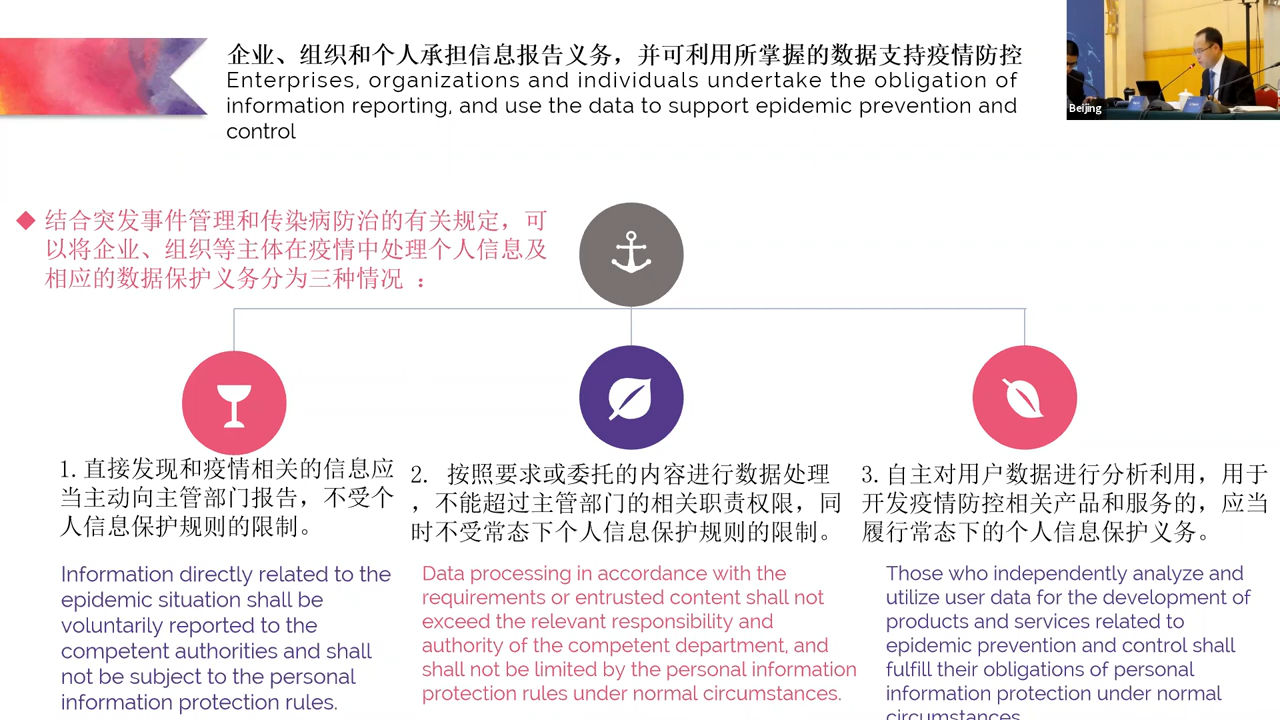 企业、组织和个人承担信息报告义务，并可利用所掌握的数据支持疫情防控
Enterprises, organizations and individuals undertake the obligation of
information reporting, and use the data to support epidemic prevention and
control
Beijing
结合突发事件管理和传染病防治的有关规定，可
以将企业、组织等主体在疫情中处理个人信息及
相应的数据保护义务分为三种情况 ：
1.直接发现和疫情相关的信息应
当主动向主管部门报告，不受个
人信息保护规则的限制。
Information directly related to the
epidemic situation shall be
voluntarily reported to the
competent authorities and shall
not be subject to the personal
information protection rules.
2. 按照要求或委托的内容进行数据处理
，不能超过主管部门的相关职责权限，同
时不受常态下个人信息保护规则的限制。
Data processing in accordance with the
requirements or entrusted content shall not
exceed the relevant responsibility and
authority of the competent department, and
shall not be limited by the personal information
protection rules under normal circumstances.
3.自主对用户数据进行分析利用，用于
开发疫情防控相关产品和服务的，应当
履行常态下的个人信息保护义务。
Those who independently analyze and
utilize user data for the development of
products and services related to
epidemic prevention and control shall
fulfill their obligations of personal
information protection under normal
circumstances